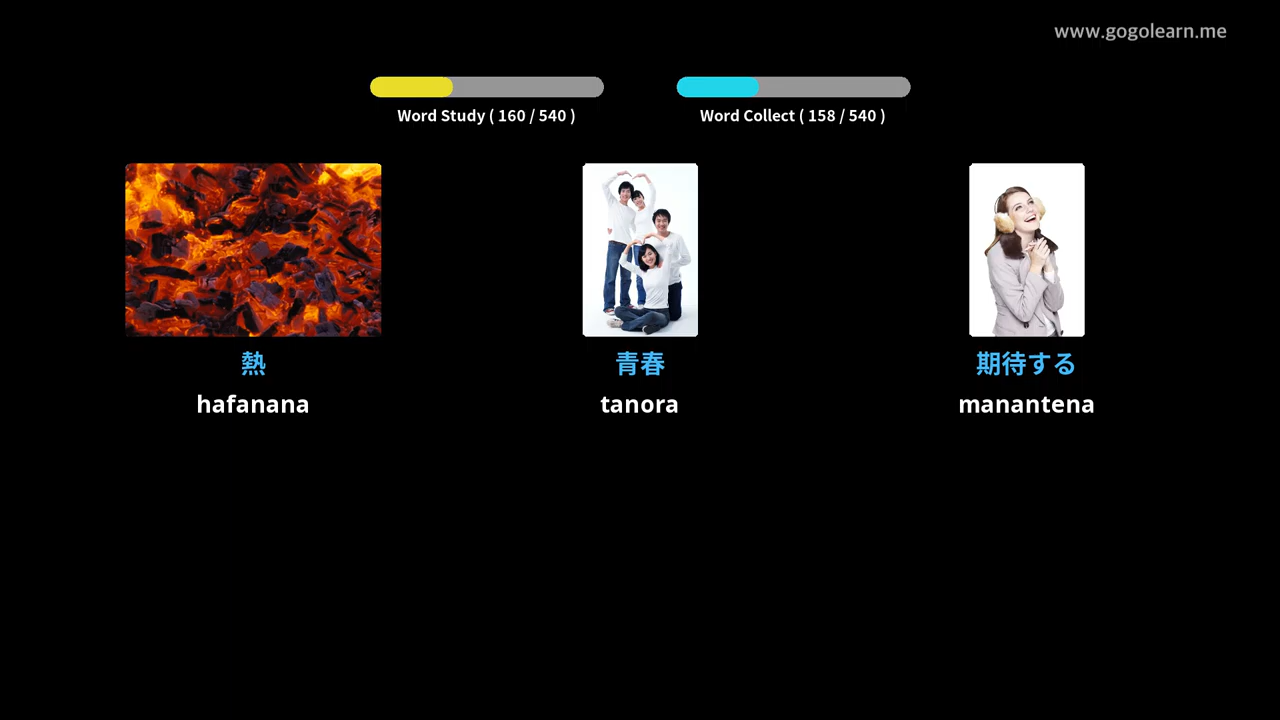 www.gogolearn.me
Word Study ( 160 / 540 )
Word Collect ( 158 / 540 )
熱
hafanana
青春
tanora
期待する
manantena